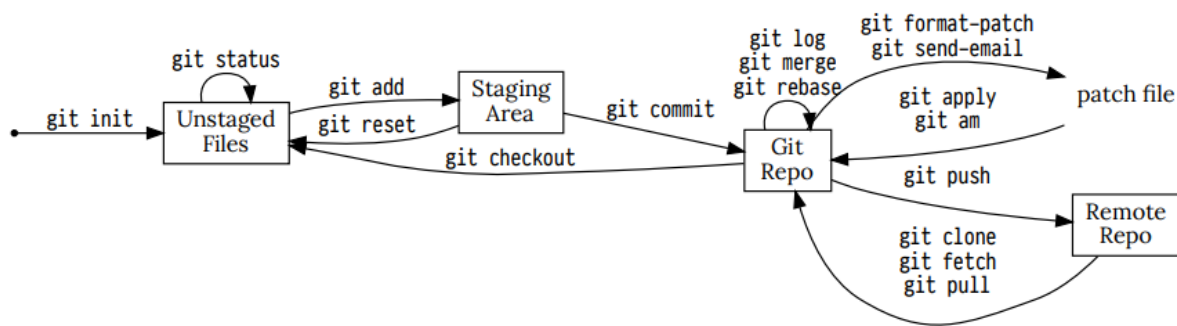 git init
git status
Unstaged
Files
git add
git reset
git checkout
Staging
Area
git commit
git log
git merge
git rebase
Git
Repo
git format-patch
git send-email
patch file
git apply
git am
git push
Remote
Repo
git clone
git fetch
git pull